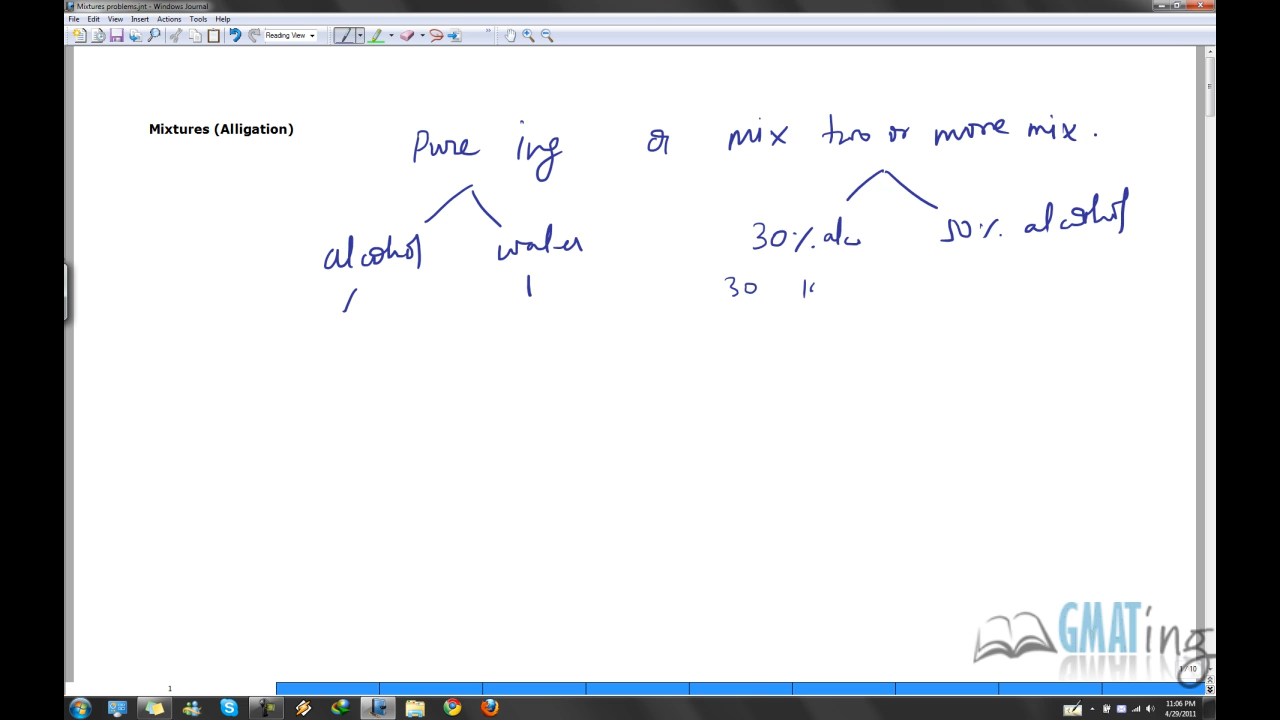 Mixtures problems.jnt - Windows Journal
File Edit View Insert Actions Tools Help
Reading View
Mixtures (Alligation)
Pure ing or mix two or more mix.
alcohol water 30% alc 50% alcohol
30
GMATing
1 / 10
1
11:06 PM
4/29/2011